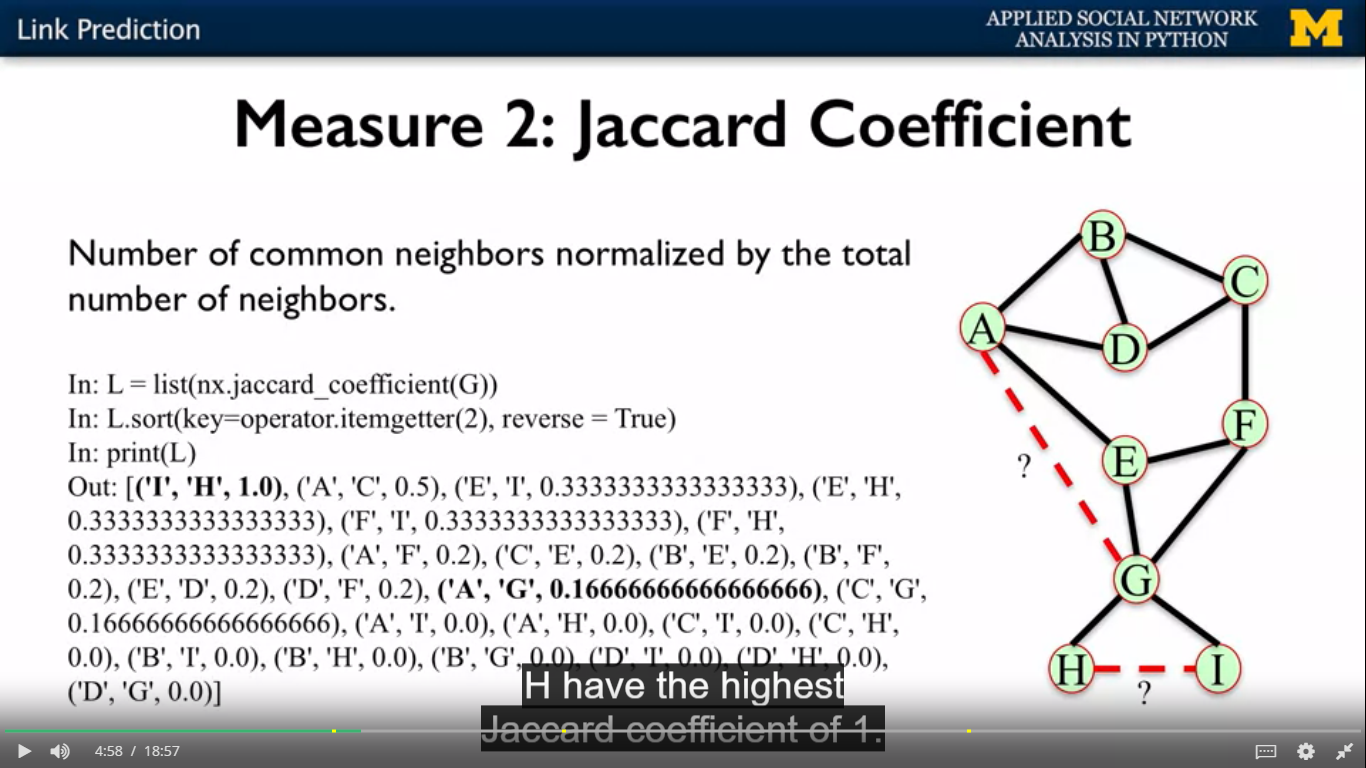 Link Prediction
APPLIED SOCIAL NETWORK
ANALYSIS IN PYTHON
M
Measure 2: Jaccard Coefficient
Number of common neighbors normalized by the total
number of neighbors.
In: L = list(nx.jaccard_coefficient(G))
In: L.sort(key=operator.itemgetter(2), reverse = True)
In: print(L)
Out: [('I', 'H', 1.0), ('A', 'C', 0.5), ('E', 'I', 0.3333333333333333), ('E', 'H',
0.3333333333333333), ('F', 'I', 0.3333333333333333), ('F', 'H',
0.3333333333333333), ('A', 'F', 0.2), ('C', 'E', 0.2), ('B', 'E', 0.2), ('B', 'F',
0.2), ('E', 'D', 0.2), ('D', 'F', 0.2), ('A', 'G', 0.16666666666666666), ('C', 'G',
0.16666666666666666), ('A', 'I', 0.0), ('A', 'H', 0.0), ('C', 'I', 0.0), ('C', 'H',
0.0), ('B', 'I', 0.0), ('B', 'H', 0.0), ('B', 'G', 0.0), ('D', 'I', 0.0), ('D', 'H', 0.0),
('D', 'G', 0.0)]
B
C
A
D
F
E
?
G
H
I
?
H have the highest
Jaccard coefficient of 1.
4:58 / 18:57